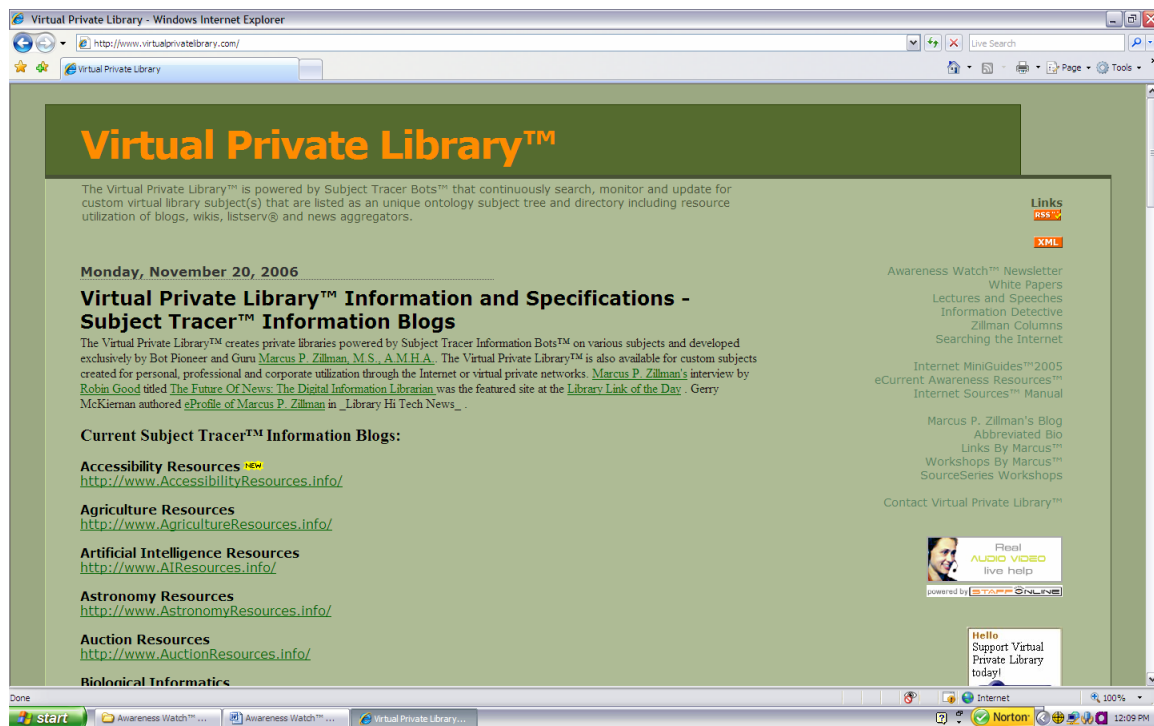 Virtual Private Library - Windows Internet Explorer
http://www.virtualprivatelibrary.com/
Live Search
Virtual Private Library
Page
Tools
Virtual Private Library™
The Virtual Private Library™ is powered by Subject Tracer Bots™ that continuously search, monitor and update for
custom virtual library subject(s) that are listed as an unique ontology subject tree and directory including resource
utilization of blogs, wikis, listserv® and news aggregators.
Monday, November 20, 2006
Virtual Private Library™ Information and Specifications -
Subject Tracer™ Information Blogs
The Virtual Private Library™ creates private libraries powered by Subject Tracer Information Bots™ on various subjects and developed
exclusively by Bot Pioneer and Guru Marcus P. Zillman, M.S., A.M.H.A.. The Virtual Private Library™ is also available for custom subjects
created for personal, professional and corporate utilization through the Internet or virtual private networks. Marcus P. Zillman's interview by
Robin Good titled The Future Of News: The Digital Information Librarian was the featured site at the Library Link of the Day . Gerry
McKiernan authored eProfile of Marcus P. Zillman in _Library Hi Tech News_ .
Current Subject Tracer™ Information Blogs:
Accessibility Resources NEW
http://www.AccessibilityResources.info/
Agriculture Resources
http://www.AgricultureResources.info/
Artificial Intelligence Resources
http://www.AIResources.info/
Astronomy Resources
http://www.AstronomyResources.info/
Auction Resources
http://www.AuctionResources.info/
Biological Informatics
Links
RSS
XML
Awareness Watch™ Newsletter
White Papers
Lectures and Speeches
Information Detective
Zillman Columns
Searching the Internet
Internet MiniGuides™2005
eCurrent Awareness Resources™
Internet Sources™ Manual
Marcus P. Zillman's Blog
Abbreviated Bio
Links By Marcus™
Workshops By Marcus™
SourceSeries Workshops
Contact Virtual Private Library™
Real
AUDIO VIDEO
live help
powered by STAFF ONLINE
Hello
Support Virtual
Private Library
today!
Done
Internet
100%
start
Awareness Watch™ ...
Awareness Watch™ ...
Virtual Private Library...
Norton
12:09 PM